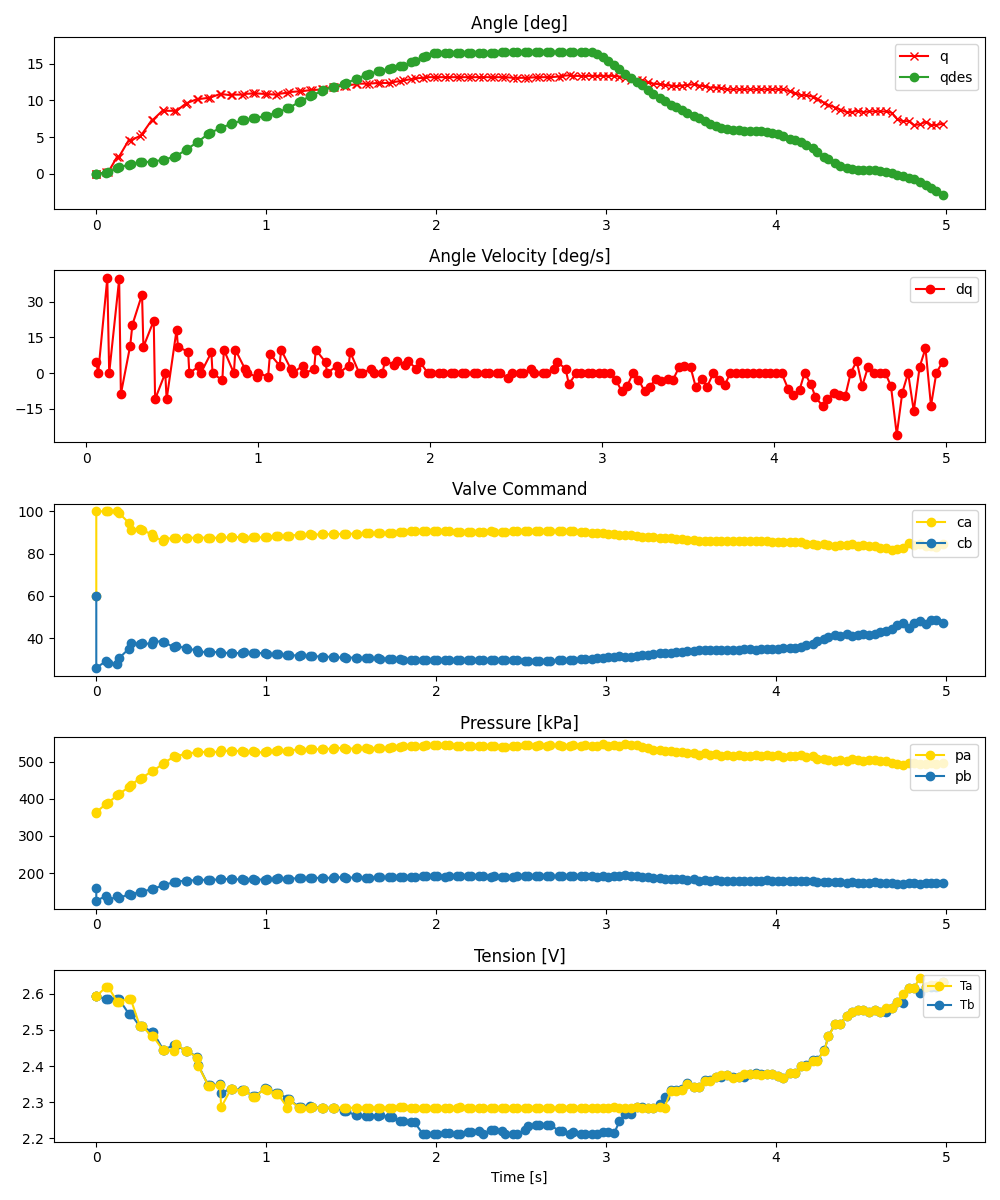 Angle [deg]
15
10
5
0
q
qdes
0 1 2 3 4 5
Angle Velocity [deg/s]
30
15
0
−15
dq
0 1 2 3 4 5
Valve Command
100
80
60
40
ca
cb
0 1 2 3 4 5
Pressure [kPa]
500
400
300
200
pa
pb
0 1 2 3 4 5
Tension [V]
2.6
2.5
2.4
2.3
2.2
Ta
Tb
0 1 2 3 4 5
Time [s]